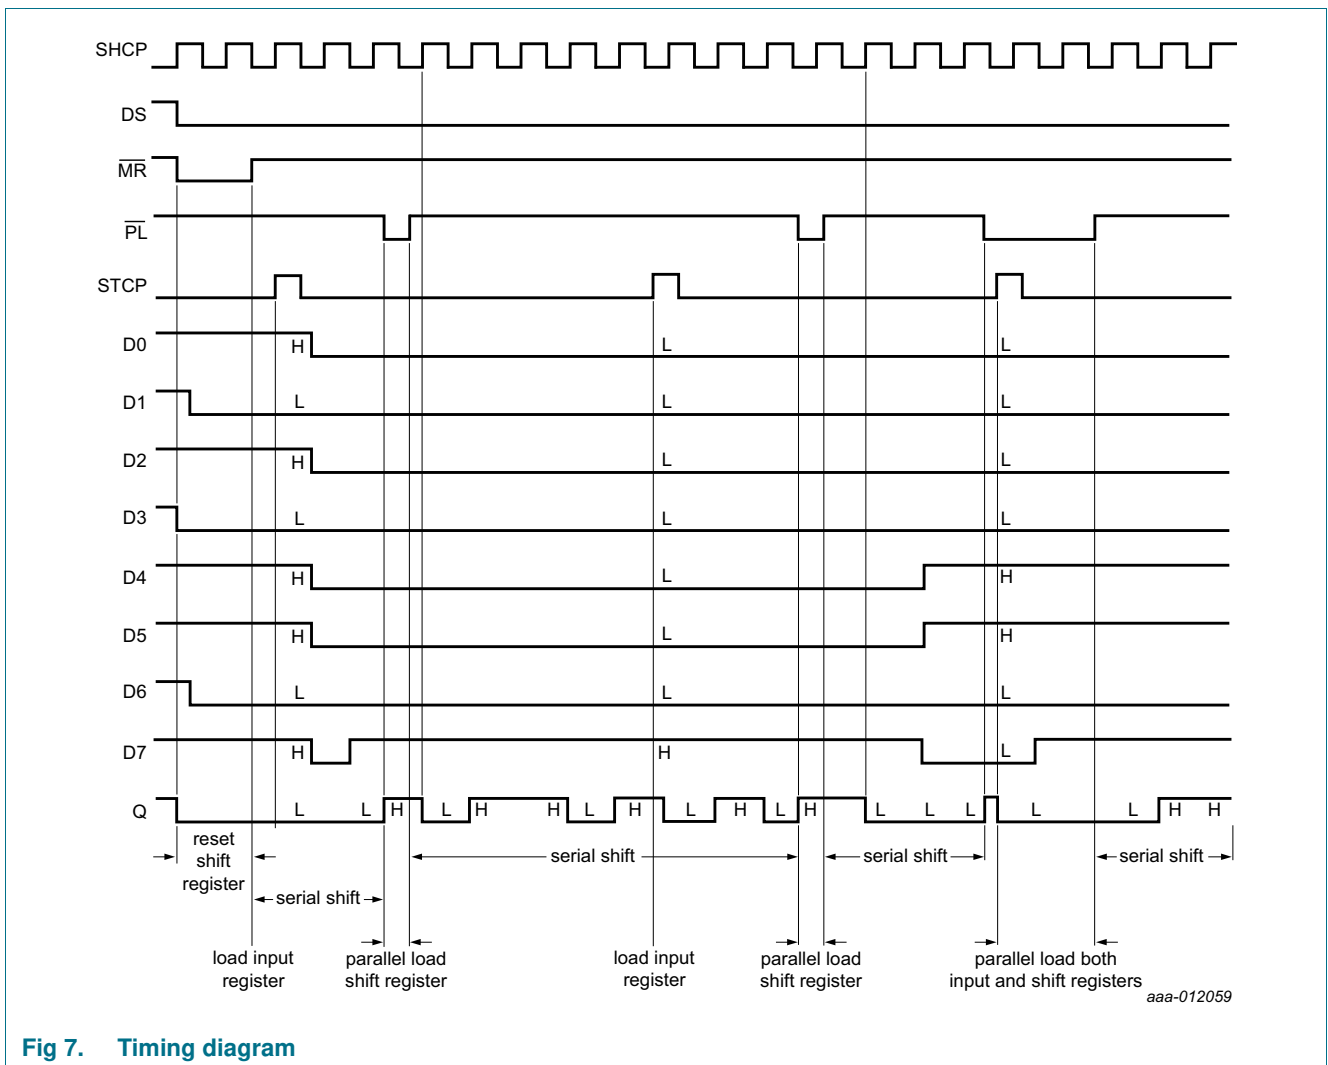 SHCP
DS
MR
PL
STCP
D0 H L L
D1 L L L
D2 H L L
D3 L L L
D4 H L H
D5 H L H
D6 L L L
D7 H H L
Q L L H L H H L H L H L H L L L L L H H
reset
shift
register
serial shift
serial shift
serial shift
serial shift
load input
register
parallel load
shift register
load input
register
parallel load
shift register
parallel load both
input and shift registers
aaa-012059
Fig 7. Timing diagram